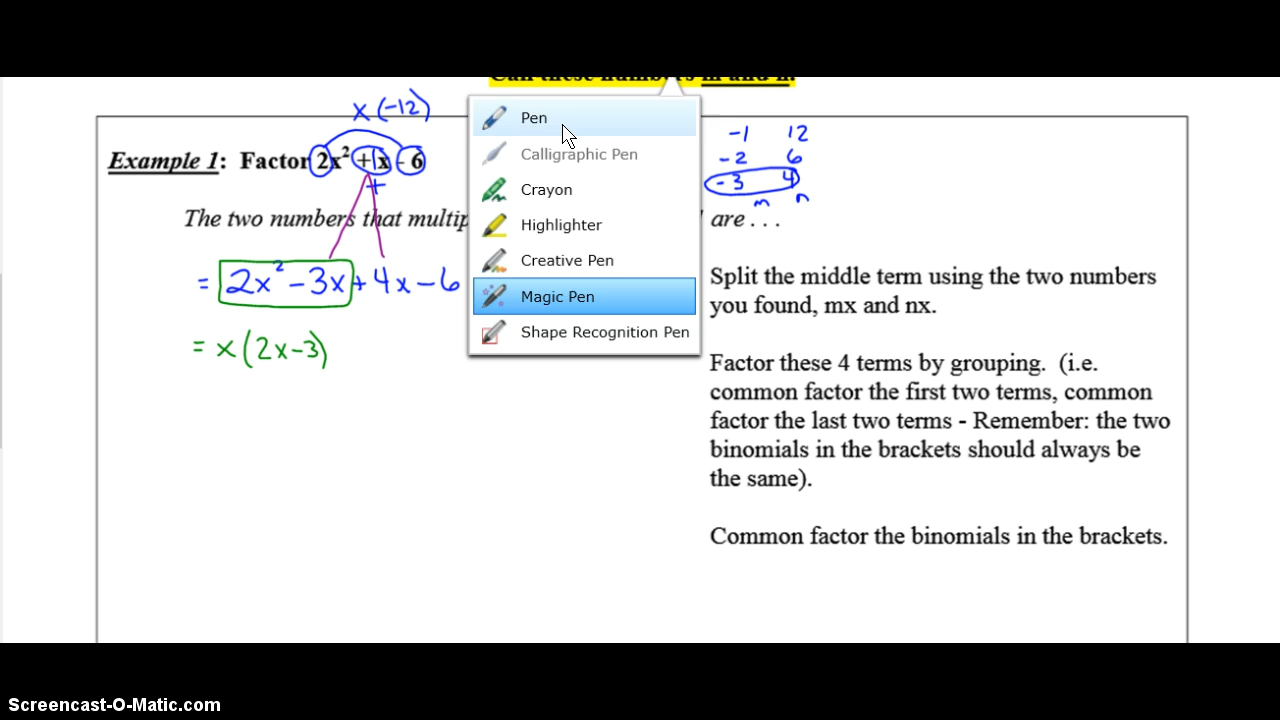 Can these numbers m and n.
x (-12)
Example 1: Factor 2x² + 1x - 6
+
-1 12
-2 6
-3 4
m n
The two numbers that multip are . . .
= 2x² - 3x + 4x - 6
= x(2x-3)
Pen
Calligraphic Pen
Crayon
Highlighter
Creative Pen
Magic Pen
Shape Recognition Pen
Split the middle term using the two numbers
you found, mx and nx.
Factor these 4 terms by grouping. (i.e.
common factor the first two terms, common
factor the last two terms - Remember: the two
binomials in the brackets should always be
the same).
Common factor the binomials in the brackets.
Screencast-O-Matic.com